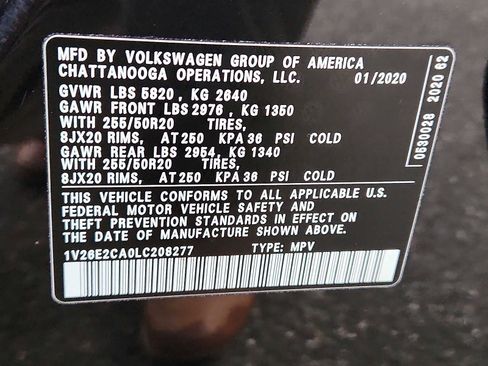 MFD BY VOLKSWAGEN GROUP OF AMERICA
CHATTANOOGA OPERATIONS, LLC. 01/2020
GVWR LBS 5820 , KG 2640
GAWR FRONT LBS 2976 , KG 1350
WITH 255/50R20 TIRES,
8JX20 RIMS, AT 250 KPA 36 PSI COLD
GAWR REAR LBS 2954, KG 1340
WITH 255/50R20 TIRES,
8JX20 RIMS, AT 250 KPA 36 PSI COLD
THIS VEHICLE CONFORMS TO ALL APPLICABLE U.S.
FEDERAL MOTOR VEHICLE SAFETY AND
THEFT PREVENTION STANDARDS IN EFFECT ON
THE DATE OF MANUFACTURE SHOWN ABOVE.
1V26E2CA0LC208277 TYPE: MPV
0630028 2020 G2